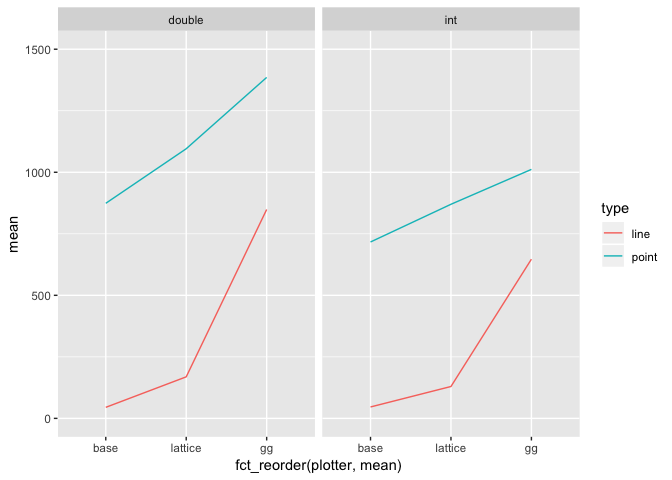 double
int
1500
1000
500
0
mean
base
lattice
gg
base
lattice
gg
fct_reorder(plotter, mean)
type
line
point